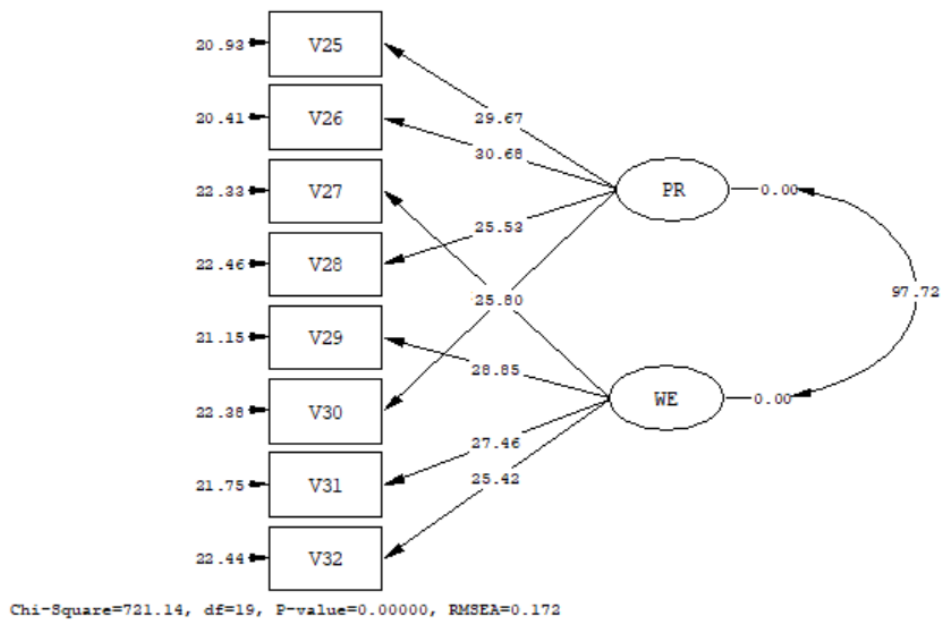 20.93 V25
29.67
20.41 V26
30.68
22.33 V27 PR 0.00
25.53
22.46 V28
97.72
25.80
21.15 V29
28.85
WE 0.00
22.38 V30
27.46
21.75 V31
25.42
22.44 V32
Chi-Square=721.14, df=19, P-value=0.00000, RMSEA=0.172